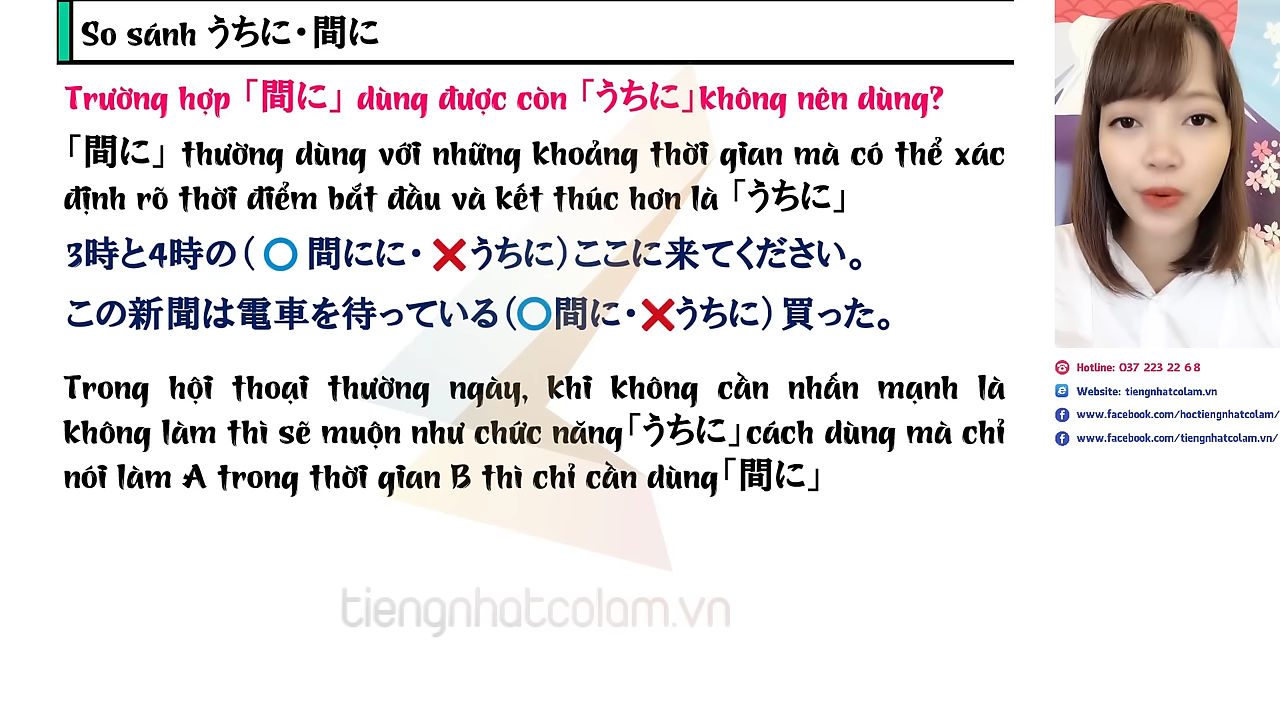 So sánh うちに・間に
Trường hợp 「間に」 dùng được còn 「うちに」không nên dùng?
「間に」 thường dùng với những khoảng thời gian mà có thể xác
định rõ thời điểm bắt đầu và kết thúc hơn là 「うちに」
3時と4時の(⭕間にに・❌うちに)ここに来てください。
この新聞は電車を待っている(⭕間に・❌うちに)買った。
Trong hội thoại thường ngày, khi không cần nhấn mạnh là
không làm thì sẽ muộn như chức năng「うちに」cách dùng mà chỉ
nói làm A trong thời gian B thì chỉ cần dùng「間に」
tiengnhatcolam.vn
Hotline: 037 223 22 68
Website: tiengnhatcolam.vn
www.facebook.com/hoctiengnhatcolam/
www.facebook.com/tiengnhatcolam.vn/